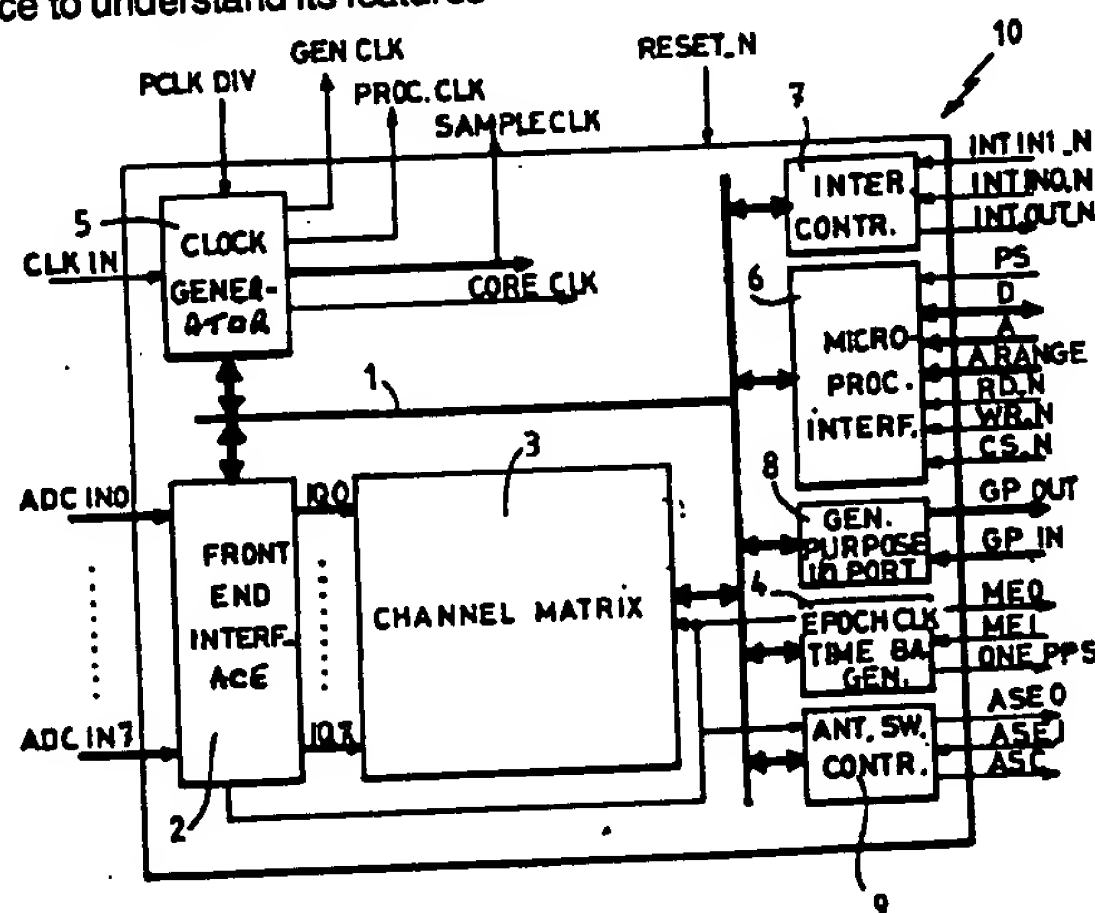 ce to understand its features
GEN CLK
RESET_N
10
PCLK DIV
PROC.CLK
7
SAMPLE CLK
INT IN1_N
INTER
INT IN0.N
CONTR.
INT OUT_N
5
CLOCK
CLK IN
GENER-
ATOR
CORE CLK
PS
6
D
MICRO
A
PROC.
A RANGE
INTERF.
RD.N
WR.N
CS_N
1
3
8
ADC IN0
IQ0
GEN.
PURPOSE
IO PORT
GP OUT
GP IN
FRONT
END
INTERF-
ACE
CHANNEL MATRIX
4
EPOCH CLK
TIME BA.
GEN.
ME0
ME1
ONE PPS
ADC IN7
IQ7
ANT. SW.
CONTR.
ASE0
ASE1
ASC
2
9